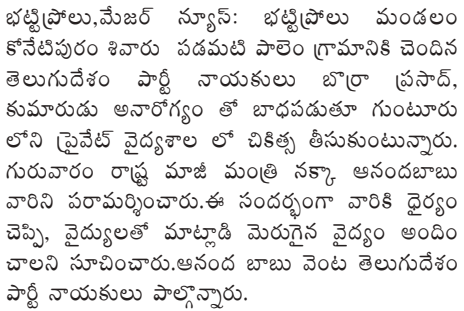 భట్టిప్రోలు,మేజర్ న్యూస్: భట్టిప్రోలు మండలం
కోనేటిపురం శివారు పడమటి పాలెం గ్రామానికి చెందిన
తెలుగుదేశం పార్టీ నాయకులు బొర్రా ప్రసాద్,
కుమారుడు అనారోగ్యం తో బాధపడుతూ గుంటూరు
లోని ప్రైవేట్ వైద్యశాల లో చికిత్స తీసుకుంటున్నారు.
గురువారం రాష్ట్ర మాజీ మంత్రి నక్కా ఆనందబాబు
వారిని పరామర్శించారు.ఈ సందర్భంగా వారికి ధైర్యం
చెప్పి, వైద్యులతో మాట్లాడి మెరుగైన వైద్యం అందిం
చాలని సూచించారు.ఆనంద బాబు వెంట తెలుగుదేశం
పార్టీ నాయకులు పాల్గొన్నారు.